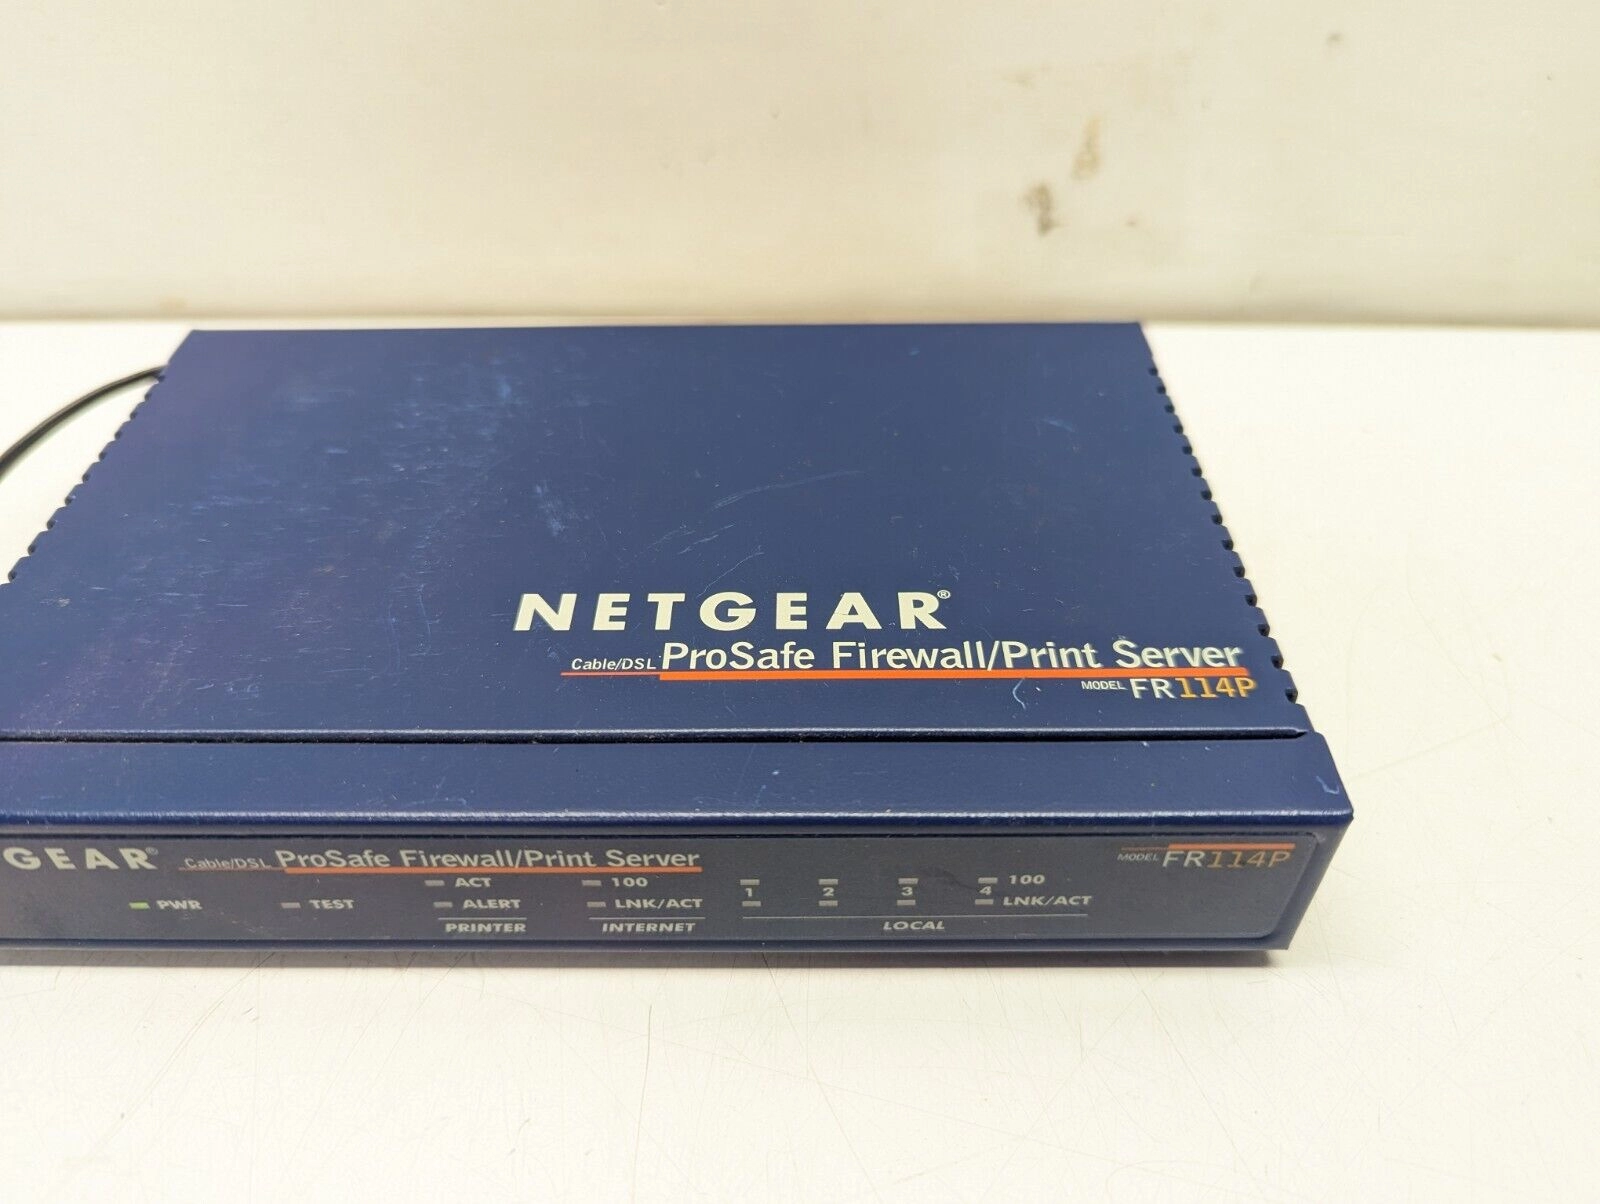 NETGEAR®
Cable/DSL ProSafe Firewall/Print Server
MODEL FR114P
GEAR® Cable/DSL ProSafe Firewall/Print Server MODEL FR114P
ACT 100 1 2 3 4 100
PWR TEST ALERT LNK/ACT LNK/ACT
PRINTER INTERNET LOCAL